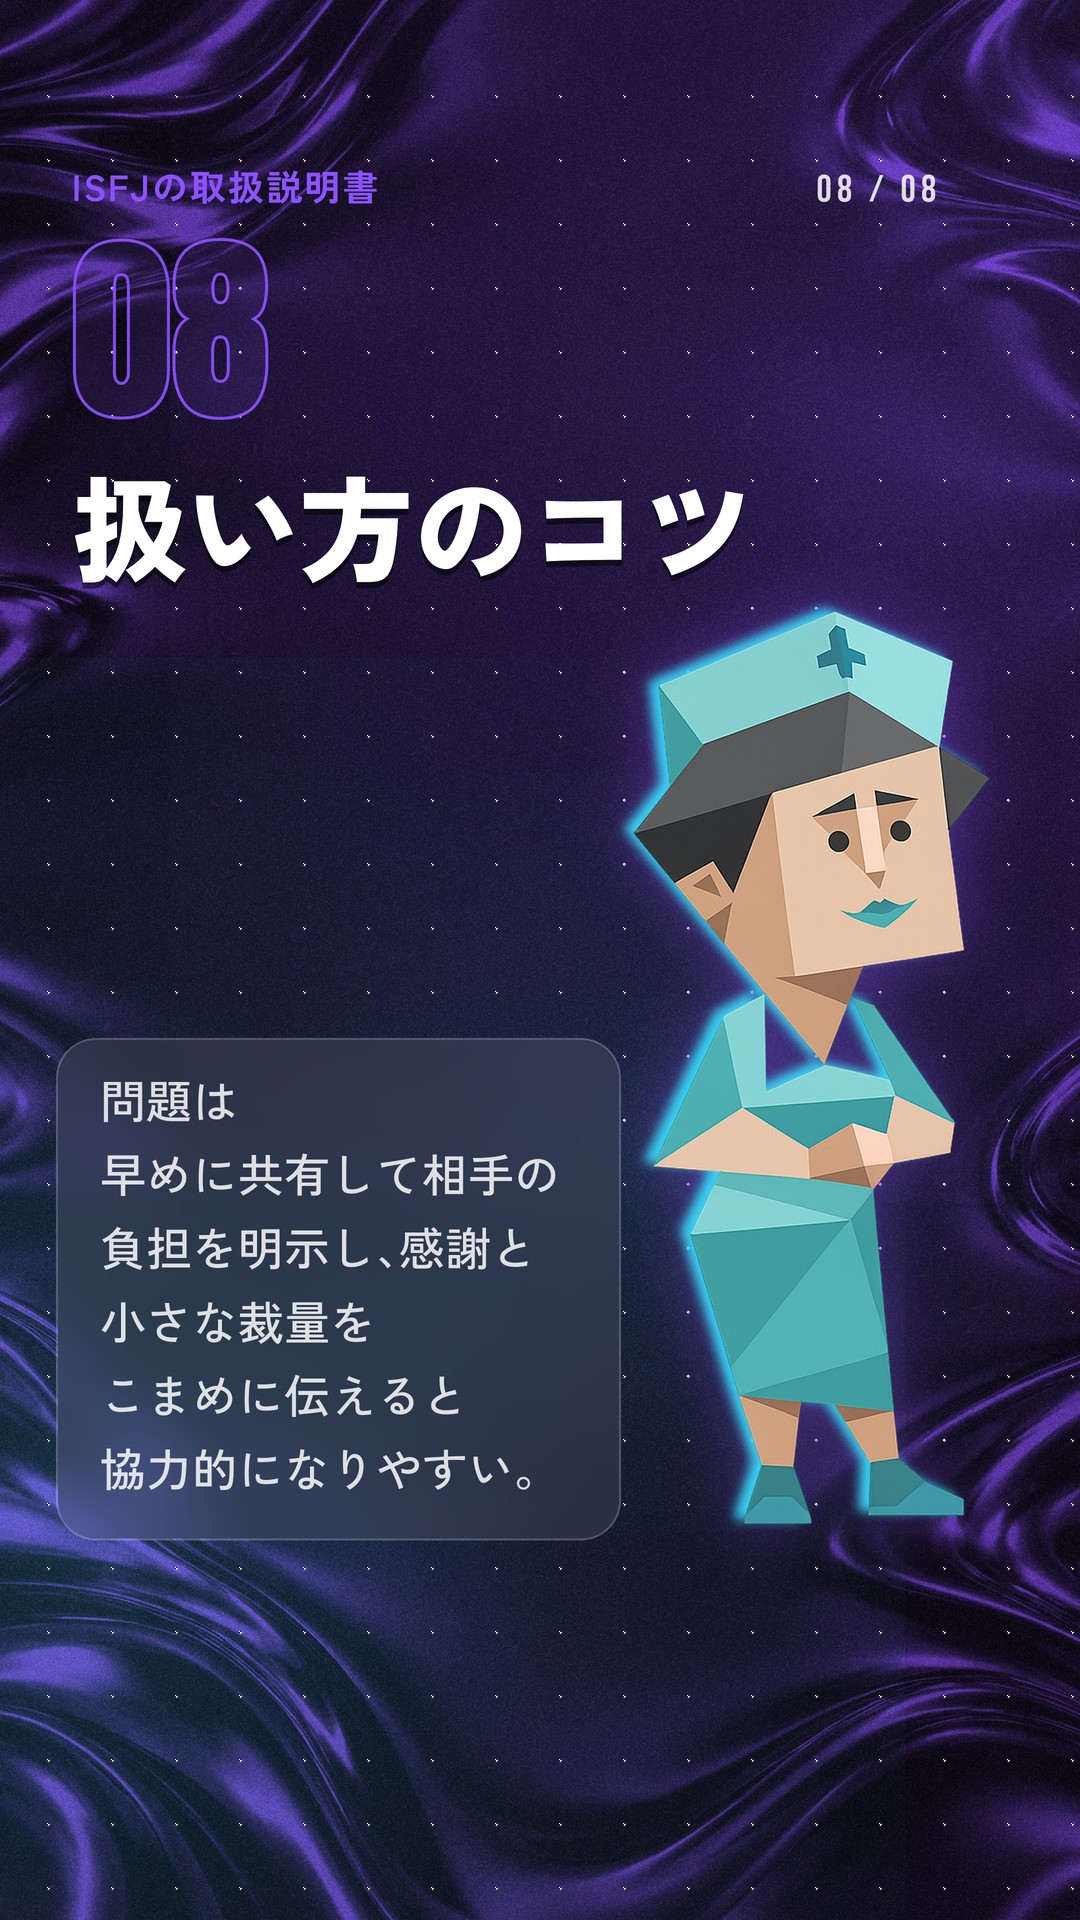 ISFJの取扱説明書
08 / 08
08
扱い方のコツ
問題は
早めに共有して相手の
負担を明示し、感謝と
小さな裁量を
こまめに伝えると
協力的になりやすい。